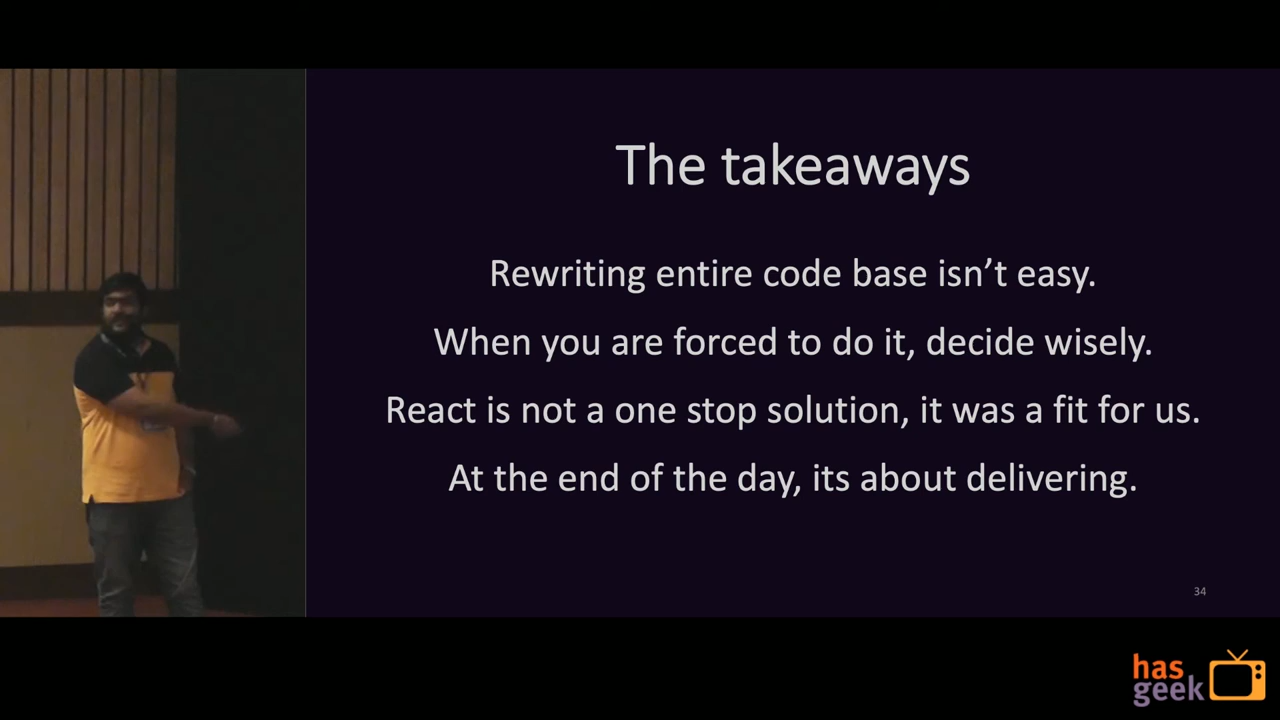 The takeaways
Rewriting entire code base isn’t easy.
When you are forced to do it, decide wisely.
React is not a one stop solution, it was a fit for us.
At the end of the day, its about delivering.
34
has
geek